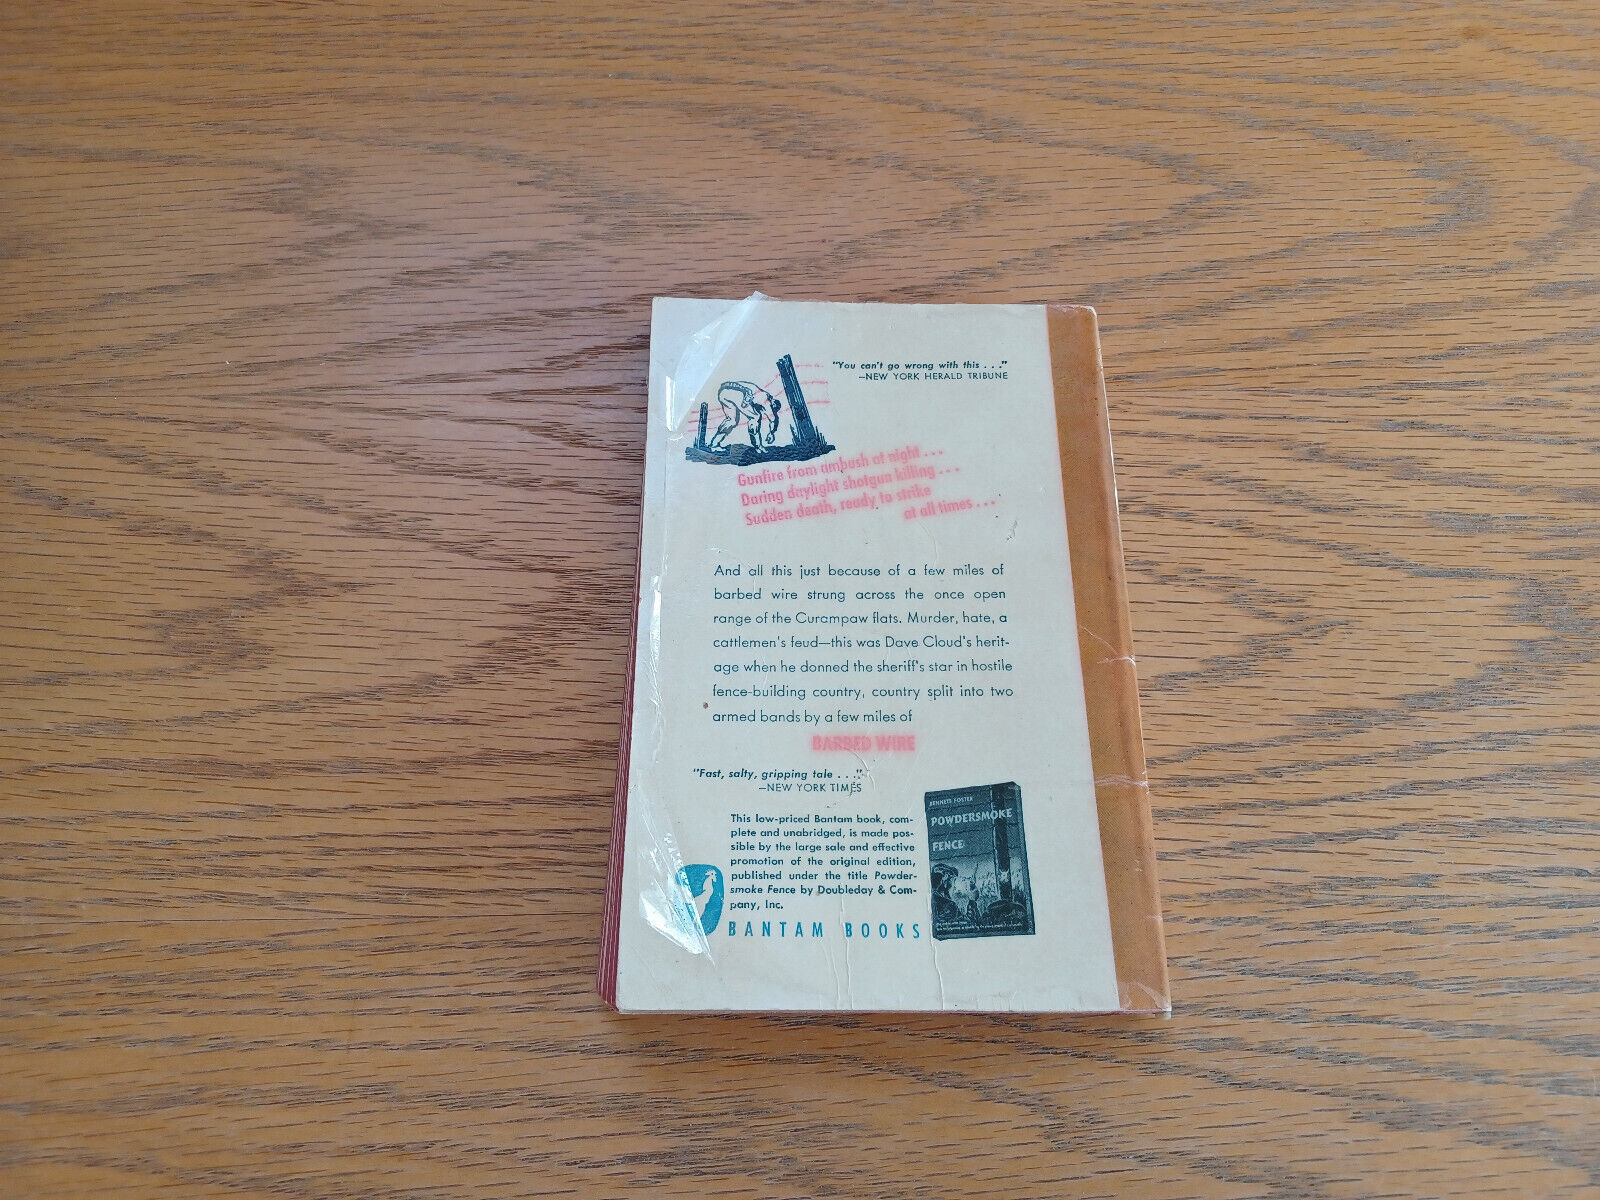 "You can't go wrong with this . . ."
—NEW YORK HERALD TRIBUNE
Gunfire from ambush at night . . .
Daring daylight shotgun killing . . .
Sudden death, ready to strike
at all times . . .
And all this just because of a few miles of
barbed wire strung across the once open
range of the Curampaw flats. Murder, hate, a
cattlemen's feud—this was Dave Cloud's herit-
age when he donned the sheriff's star in hostile
fence-building country, country split into two
armed bands by a few miles of
BARBED WIRE
"Fast, salty, gripping tale . . ."
—NEW YORK TIMES
This low-priced Bantam book, com-
plete and unabridged, is made pos-
sible by the large sale and effective
promotion of the original edition,
published under the title Powder-
smoke Fence by Doubleday & Com-
pany, Inc.
BANTAM BOOKS
BENNETT FOSTER
POWDERSMOKE
FENCE